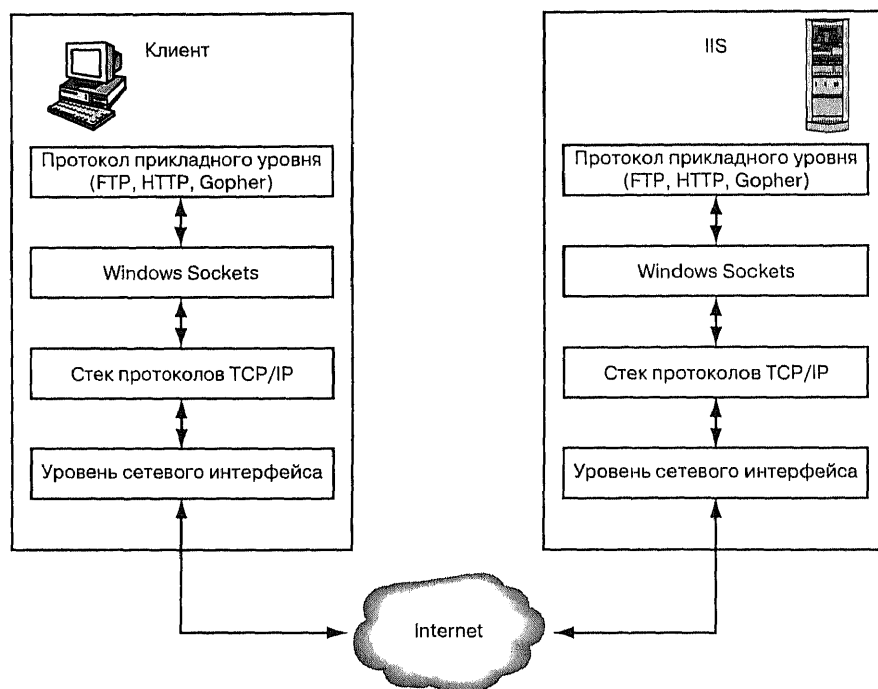 Клиент
Протокол прикладного уровня
(FTP, HTTP, Gopher)
Windows Sockets
Стек протоколов TCP/IP
Уровень сетевого интерфейса
IIS
Протокол прикладного уровня
(FTP, HTTP, Gopher)
Windows Sockets
Стек протоколов TCP/IP
Уровень сетевого интерфейса
Internet